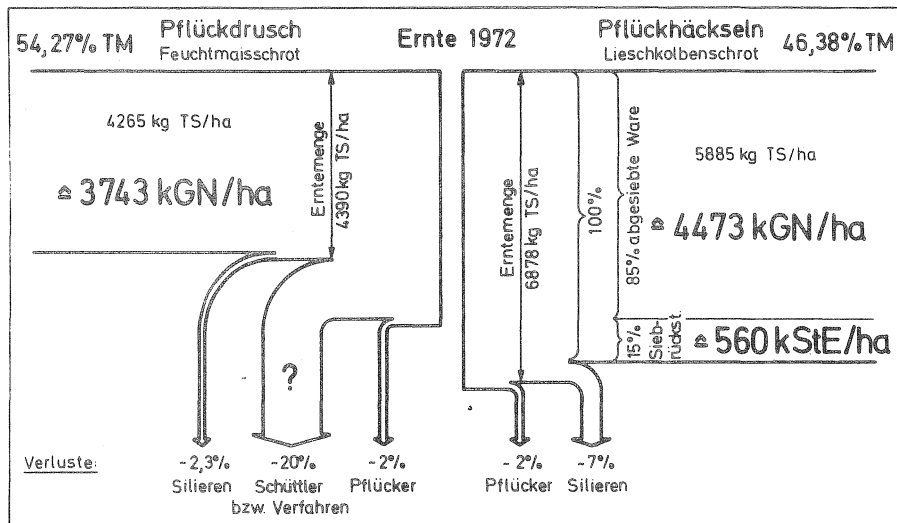 54,27% TM
Pflückdrusch
Feuchtmaisschrot
Ernte 1972
Pflückhäckseln
Lieschkolbenschrot
46,38% TM
4265 kg TS/ha
≙ 3743 kGN/ha
Erntemenge
4390 kg TS/ha
Erntemenge
6878 kg TS/ha
100%
85% abgesiebte Ware
5885 kg TS/ha
≙ 4473 kGN/ha
15%
Sieb-
rückst.
≙ 560 kStE/ha
?
Verluste:
~2,3%
Silieren
~20%
Schüttler
bzw. Verfahren
~2%
Pflücker
~2%
Pflücker
~7%
Silieren